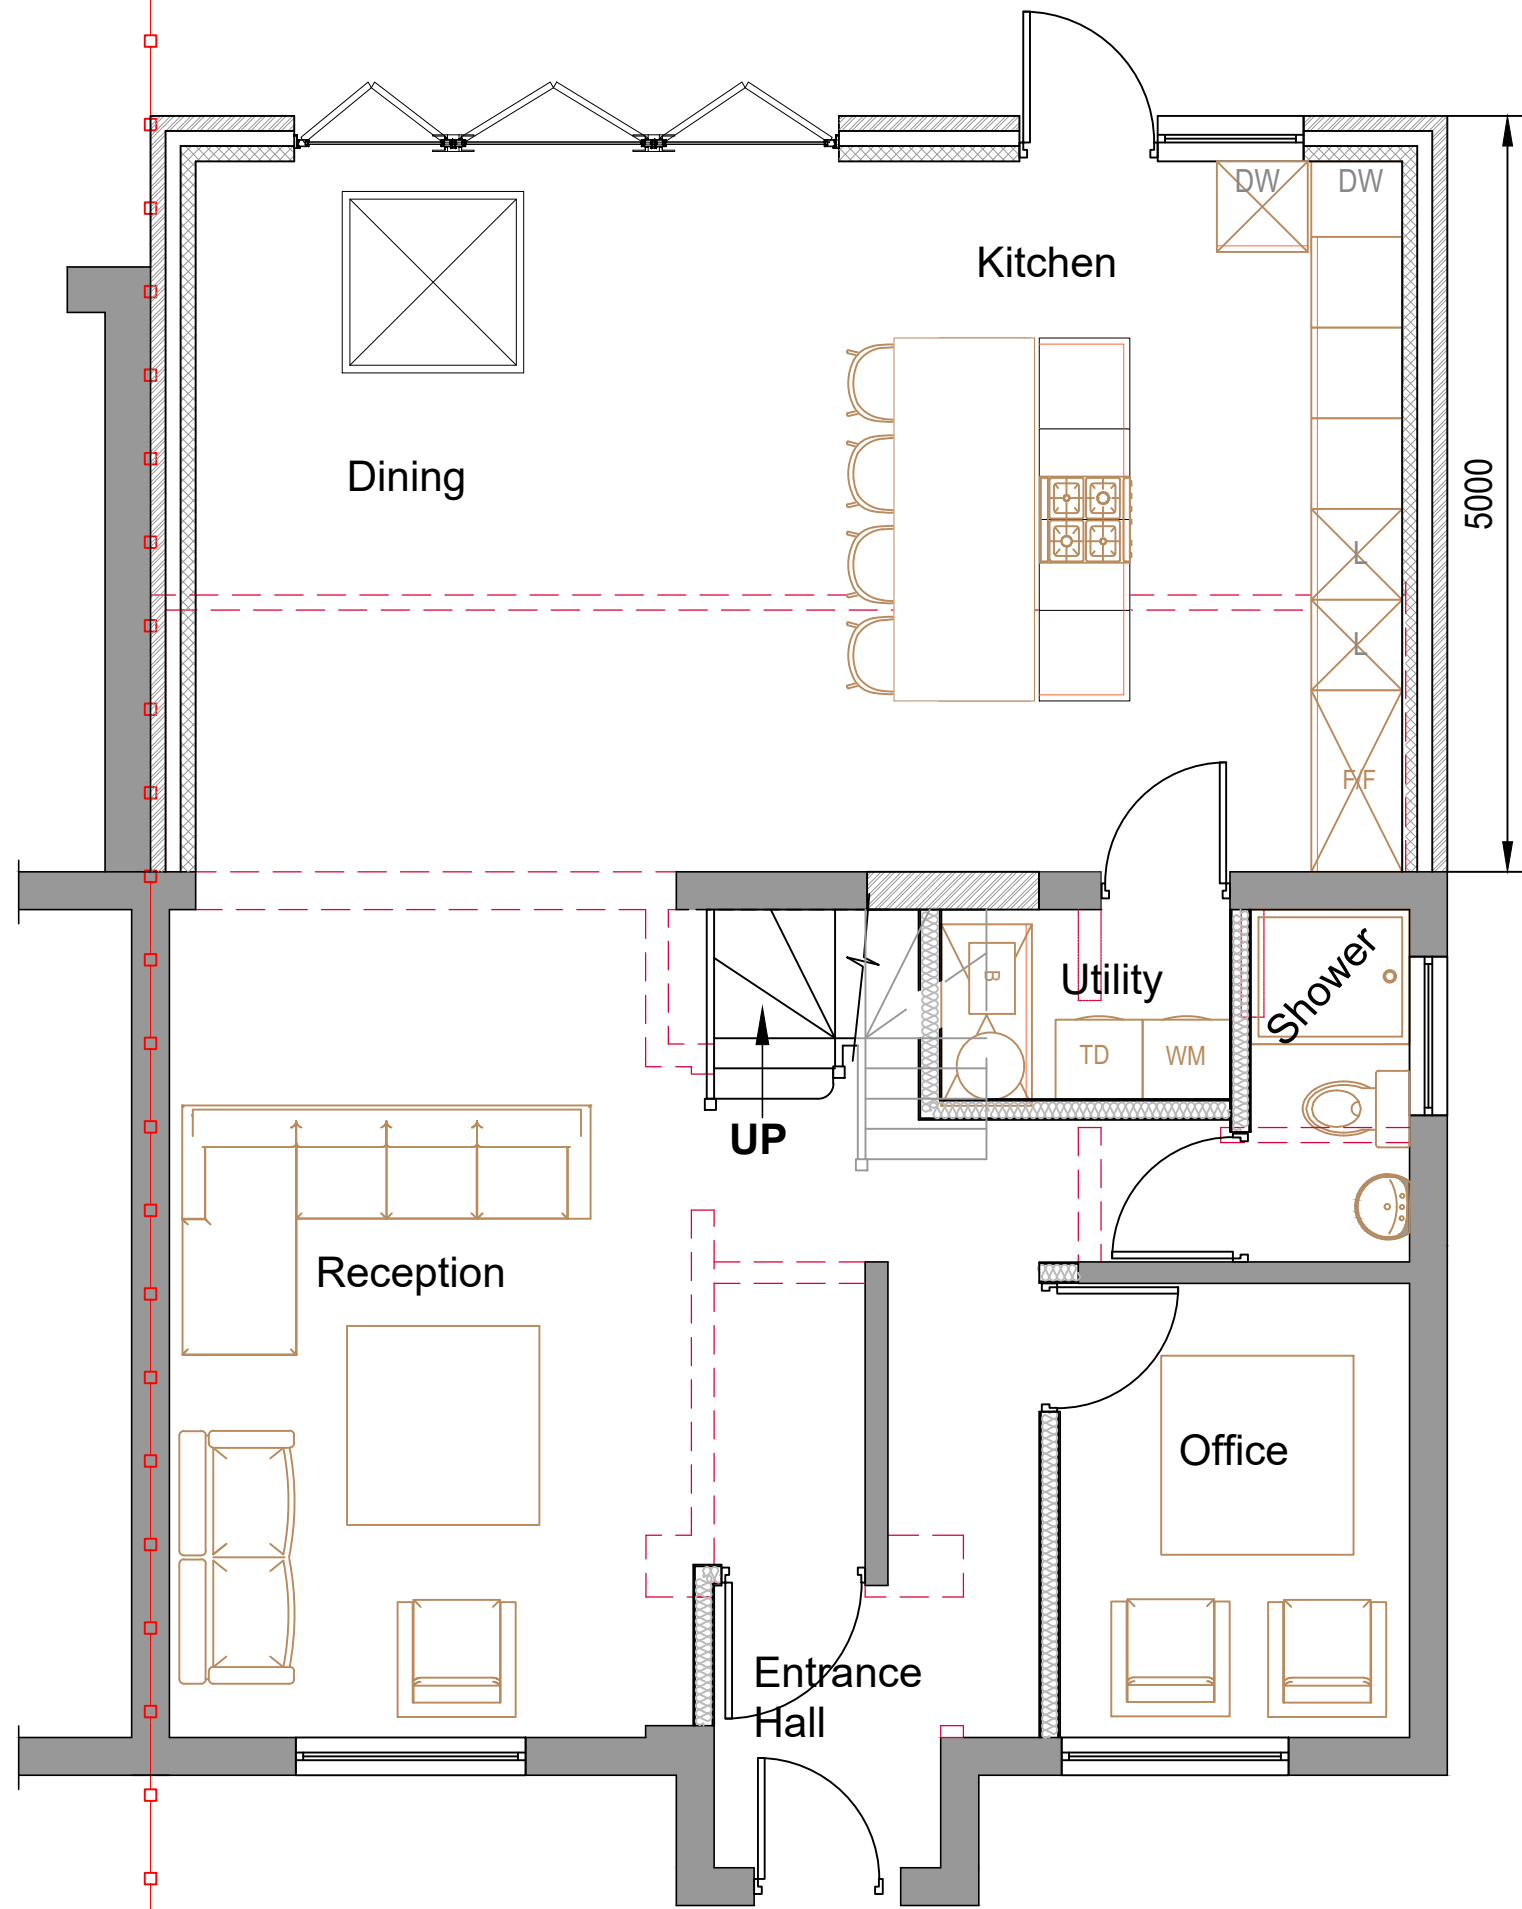 DW
DW
Kitchen
Dining
5000
L
L
F/F
B
Utility
Shower
TD
WM
UP
Reception
Office
Entrance
Hall